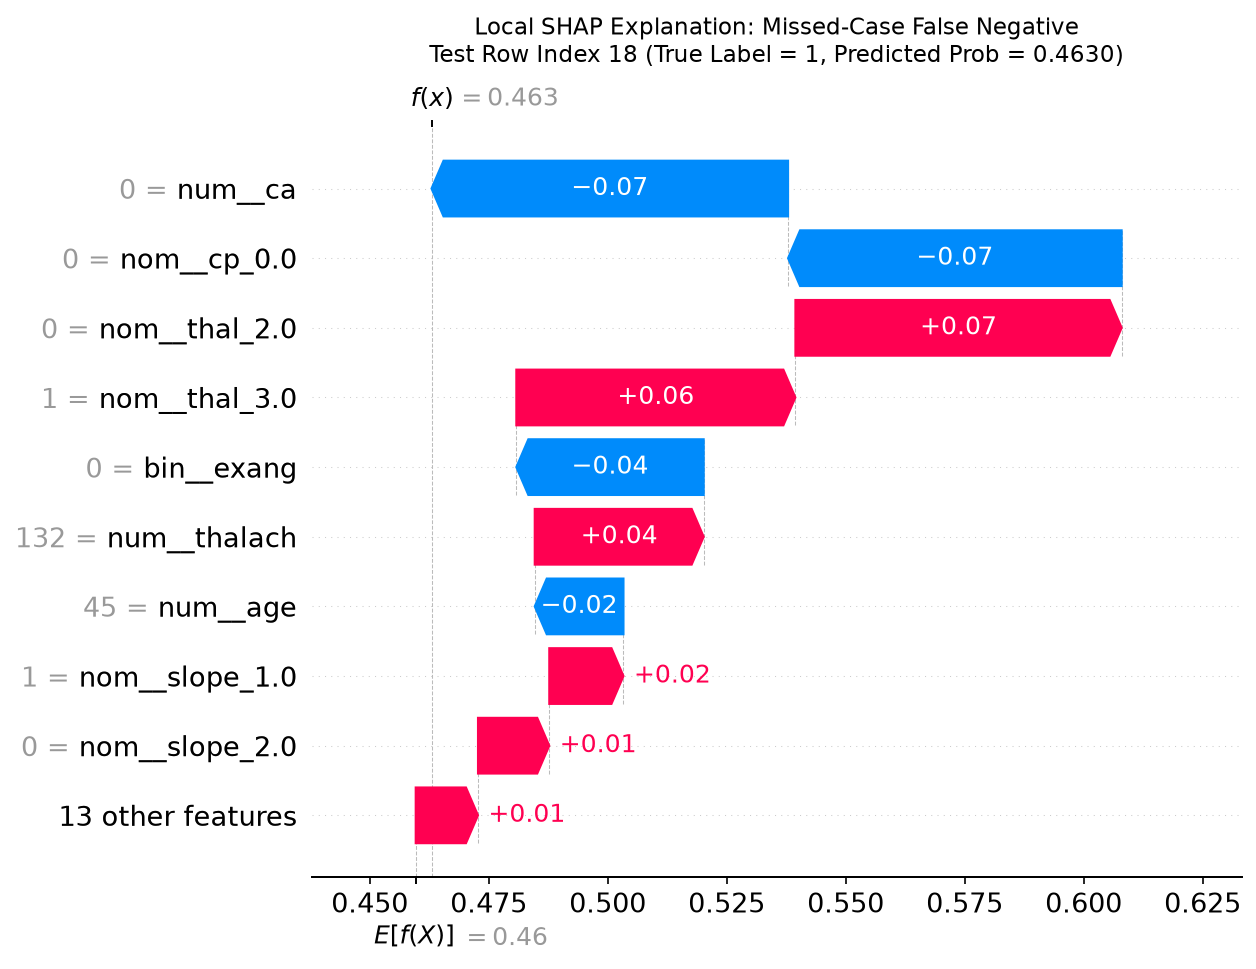 Local SHAP Explanation: Missed-Case False Negative
Test Row Index 18 (True Label = 1, Predicted Prob = 0.4630)
f(x) = 0.463
0 = num__ca
−0.07
0 = nom__cp_0.0
−0.07
0 = nom__thal_2.0
+0.07
1 = nom__thal_3.0
+0.06
0 = bin__exang
−0.04
132 = num__thalach
+0.04
45 = num__age
−0.02
1 = nom__slope_1.0
+0.02
0 = nom__slope_2.0
+0.01
13 other features
+0.01
0.450 0.475 0.500 0.525 0.550 0.575 0.600 0.625
E[f(X)] = 0.46